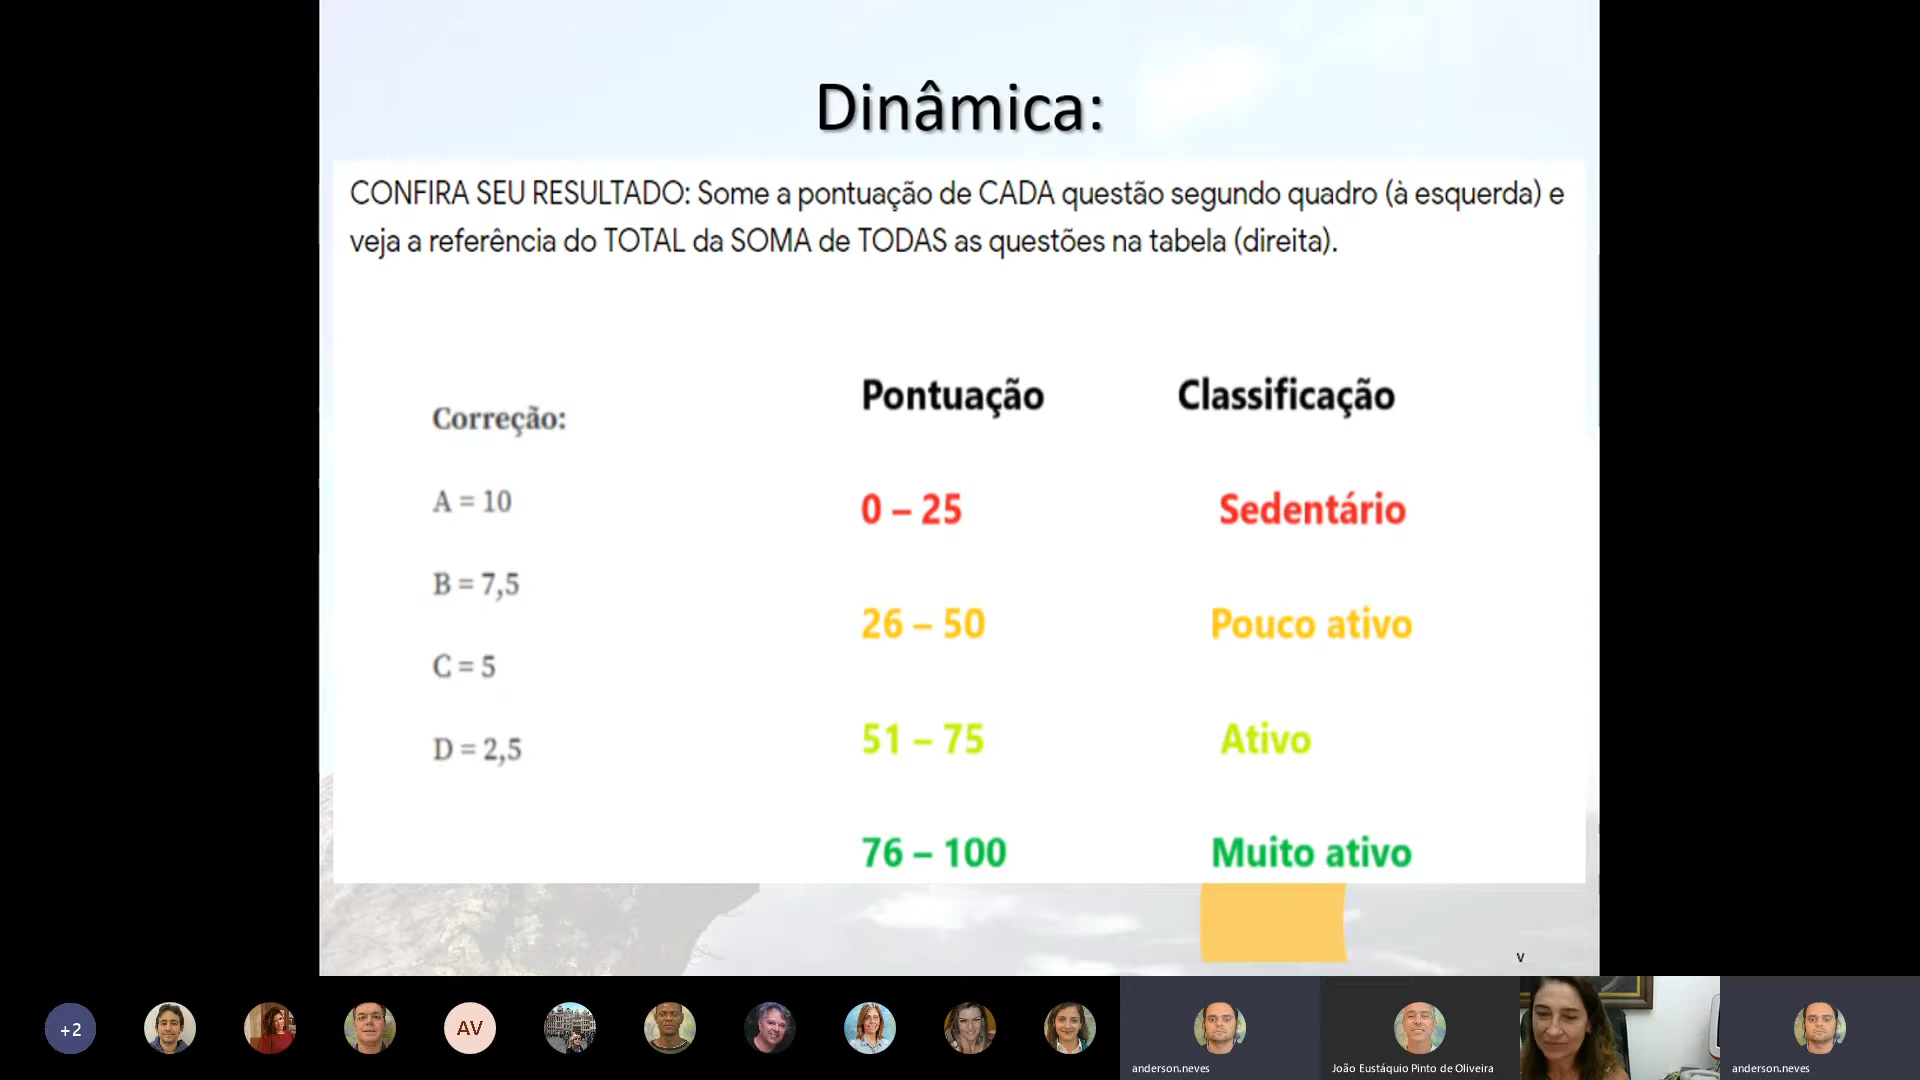 Dinâmica:
CONFIRA SEU RESULTADO: Some a pontuação de CADA questão segundo quadro (à esquerda) e
veja a referência do TOTAL da SOMA de TODAS as questões na tabela (direita).
Correção:
A = 10
B = 7,5
C = 5
D = 2,5
Pontuação Classificação
0 – 25 Sedentário
26 – 50 Pouco ativo
51 – 75 Ativo
76 – 100 Muito ativo
v
+2
AV
anderson.neves
João Eustáquio Pinto de Oliveira
anderson.neves